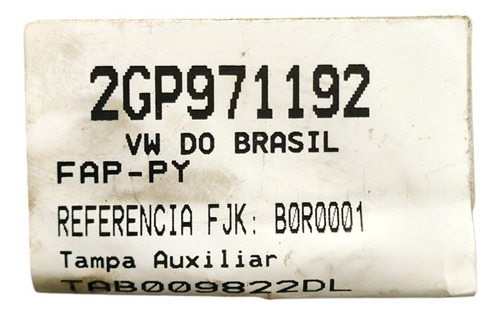 2GP971192
VW DO BRASIL
FAP-PY
REFERENCIA FJK: B0R0001
Tampa Auxiliar
TAB009822DL